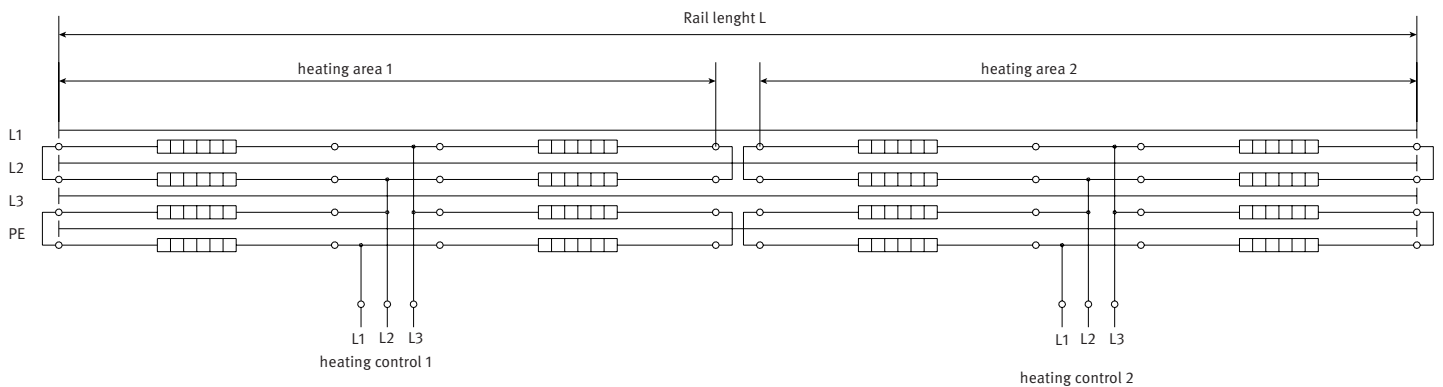 Rail lenght L
heating area 1
heating area 2
L1
L2
L3
PE
L1 L2 L3
heating control 1
L1 L2 L3
heating control 2